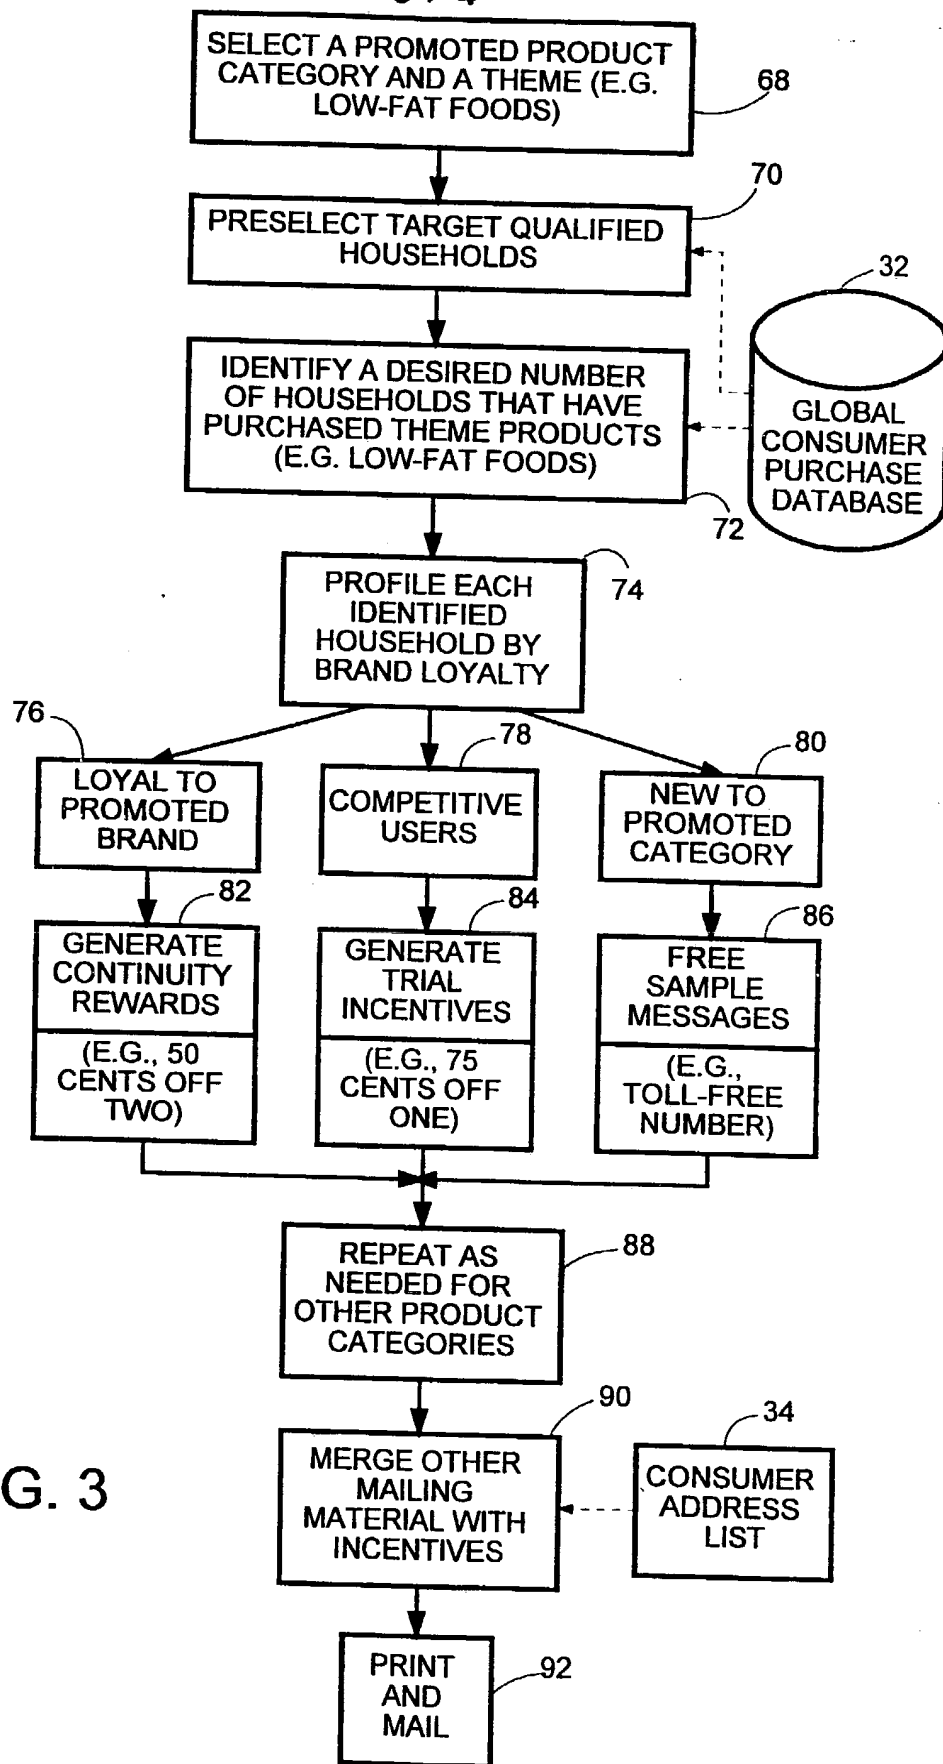 SELECT A PROMOTED PRODUCT
CATEGORY AND A THEME (E.G.
LOW-FAT FOODS)
68
70
PRESELECT TARGET QUALIFIED
HOUSEHOLDS
32
IDENTIFY A DESIRED NUMBER
OF HOUSEHOLDS THAT HAVE
PURCHASED THEME PRODUCTS
(E.G. LOW-FAT FOODS)
GLOBAL
CONSUMER
PURCHASE
DATABASE
72
74
PROFILE EACH
IDENTIFIED
HOUSEHOLD BY
BRAND LOYALTY
76
LOYAL TO
PROMOTED
BRAND
78
COMPETITIVE
USERS
80
NEW TO
PROMOTED
CATEGORY
82
GENERATE
CONTINUITY
REWARDS
(E.G., 50
CENTS OFF
TWO)
84
GENERATE
TRIAL
INCENTIVES
(E.G., 75
CENTS OFF
ONE)
86
FREE
SAMPLE
MESSAGES
(E.G.,
TOLL-FREE
NUMBER)
88
REPEAT AS
NEEDED FOR
OTHER PRODUCT
CATEGORIES
90
MERGE OTHER
MAILING
MATERIAL WITH
INCENTIVES
34
CONSUMER
ADDRESS
LIST
G. 3
PRINT
AND
MAIL
92